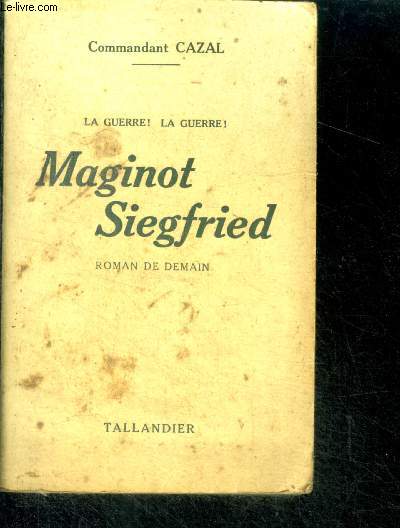 Le-livre.com
Commandant CAZAL
LA GUERRE! LA GUERRE!
Maginot
Siegfried
ROMAN DE DEMAIN
TALLANDIER